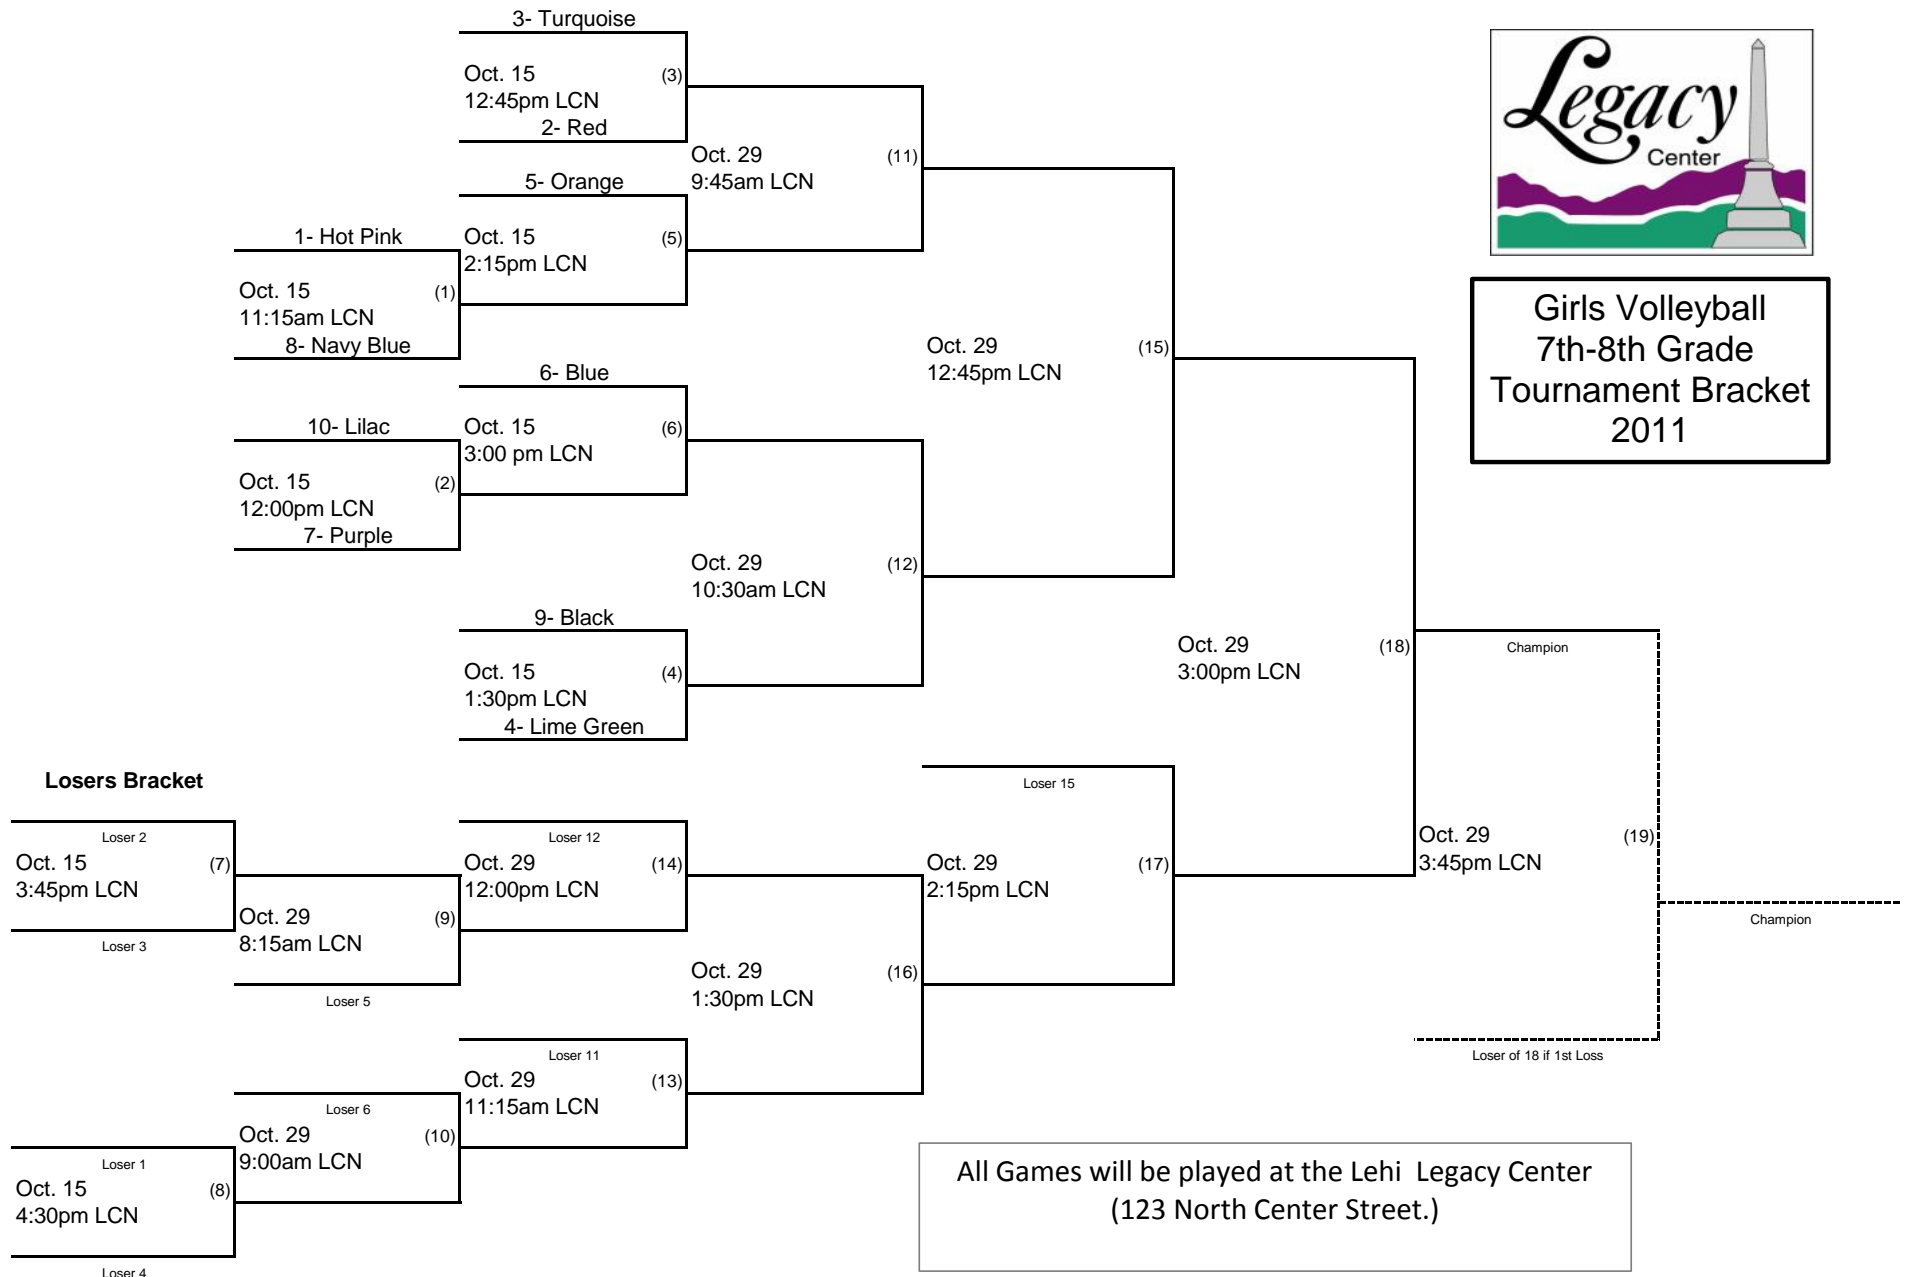 3- Turquoise
Oct. 15 (3)
12:45pm LCN
2- Red
Oct. 29 (11)
9:45am LCN
5- Orange
1- Hot Pink
Oct. 15 (5)
2:15pm LCN
Oct. 15 (1)
11:15am LCN
8- Navy Blue
6- Blue
Oct. 29 (15)
12:45pm LCN
10- Lilac
Oct. 15 (6)
3:00 pm LCN
Oct. 15 (2)
12:00pm LCN
7- Purple
Oct. 29 (12)
10:30am LCN
9- Black
Oct. 15 (4)
1:30pm LCN
4- Lime Green
Oct. 29 (18)
3:00pm LCN
Champion
Legacy
Center
Girls Volleyball
7th-8th Grade
Tournament Bracket
2011
Losers Bracket
Loser 15
Loser 2
Oct. 15 (7)
3:45pm LCN
Loser 3
Loser 12
Oct. 29 (14)
12:00pm LCN
Oct. 29 (17)
2:15pm LCN
Oct. 29 (19)
3:45pm LCN
Oct. 29 (9)
8:15am LCN
Loser 5
Champion
Oct. 29 (16)
1:30pm LCN
Loser 11
Oct. 29 (13)
11:15am LCN
Loser of 18 if 1st Loss
Loser 6
Oct. 29 (10)
9:00am LCN
Loser 1
Oct. 15 (8)
4:30pm LCN
Loser 4
All Games will be played at the Lehi  Legacy Center
(123 North Center Street.)